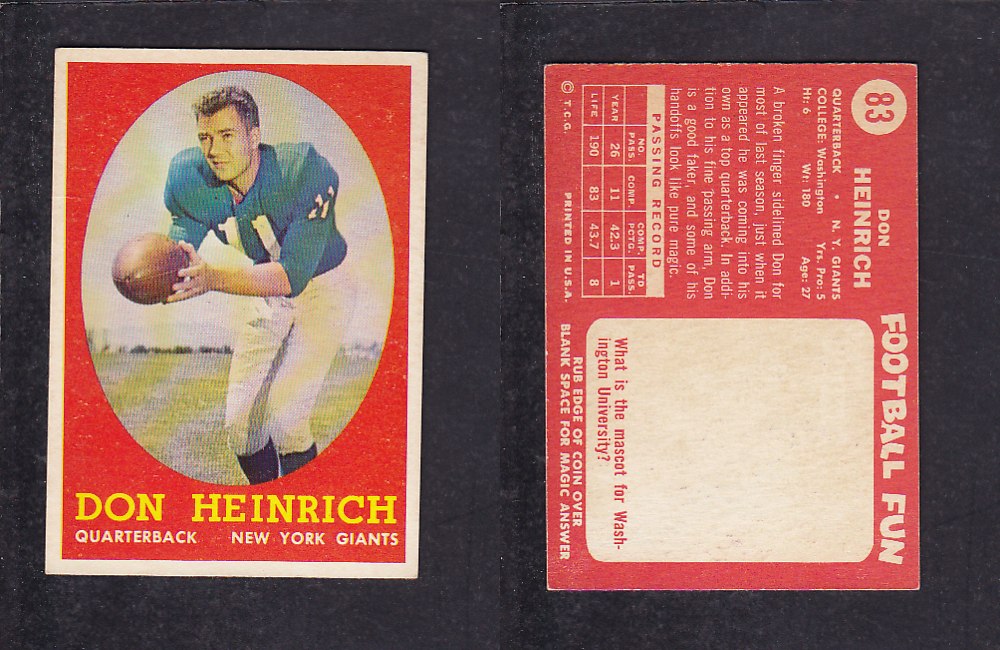 11
11
DON HEINRICH
QUARTERBACK NEW YORK GIANTS
83
DON
HEINRICH
QUARTERBACK • N. Y. GIANTS
COLLEGE: Washington Yrs. Pro: 5
Ht: 6 Wt: 180 Age: 27
A broken finger sidelined Don for
most of last season, just when it
appeared he was coming into his
own as a top quarterback. In addi-
tion to his fine passing arm, Don
is a good faker, and some of his
handoffs look like pure magic.
PASSING RECORD
YEAR NO. PASS. COMP. COMP. PCTG. TD PASS.
YEAR 26 11 42.3 1
LIFE 190 83 43.7 8
© T.C.G. PRINTED IN U.S.A.
FOOTBALL FUN
What is the mascot for Wash-
ington University?
RUB EDGE OF COIN OVER
BLANK SPACE FOR MAGIC ANSWER